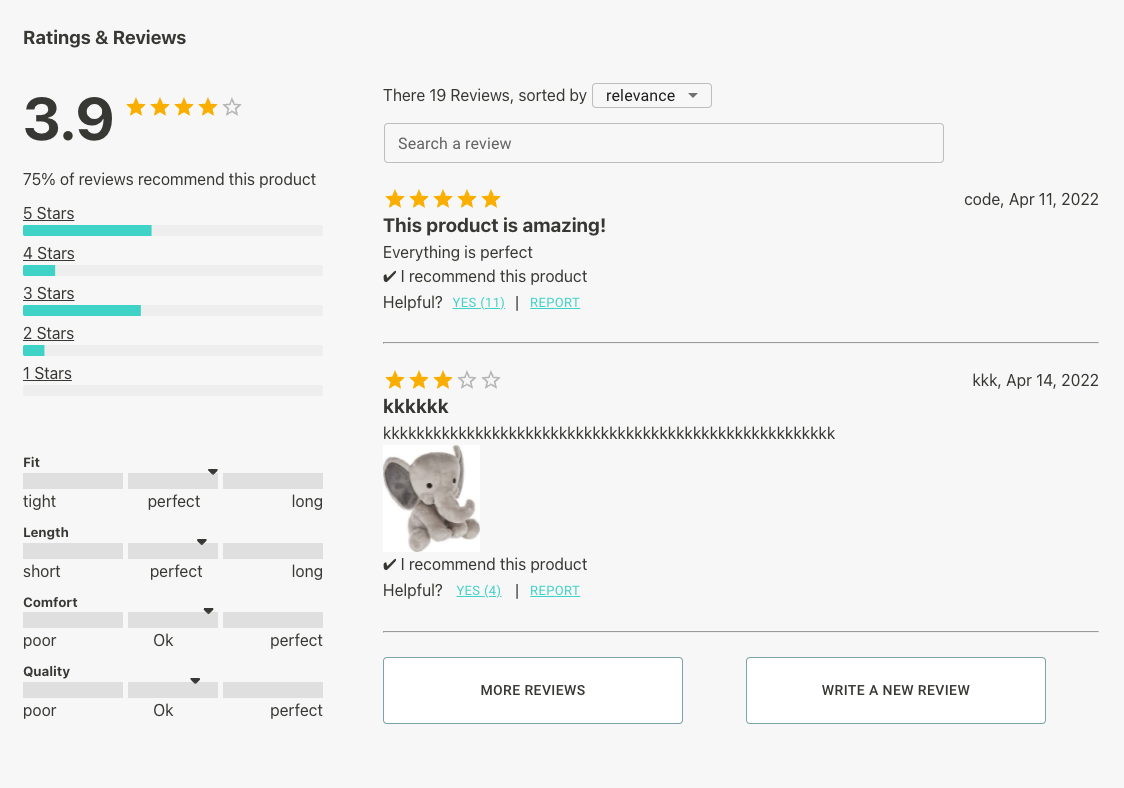 Ratings & Reviews
3.9
75% of reviews recommend this product
5 Stars
4 Stars
3 Stars
2 Stars
1 Stars
Fit
tight perfect long
Length
short perfect long
Comfort
poor Ok perfect
Quality
poor Ok perfect
There 19 Reviews, sorted by relevance
Search a review
code, Apr 11, 2022
This product is amazing!
Everything is perfect
✔ I recommend this product
Helpful? YES (11) | REPORT
kkk, Apr 14, 2022
kkkkkk
kkkkkkkkkkkkkkkkkkkkkkkkkkkkkkkkkkkkkkkkkkkkkkkkkkkkkk
✔ I recommend this product
Helpful? YES (4) | REPORT
MORE REVIEWS
WRITE A NEW REVIEW